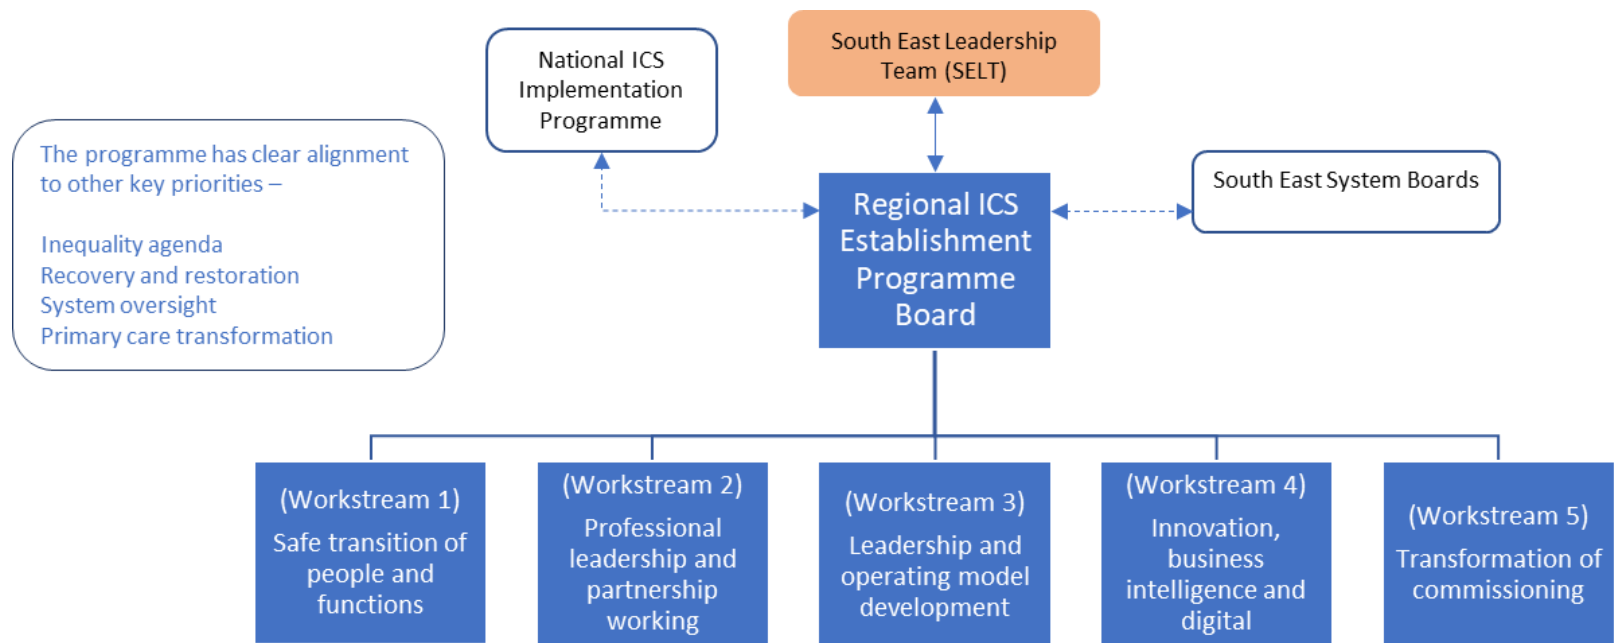 National ICS
Implementation
Programme
South East Leadership
Team (SELT)
The programme has clear alignment
to other key priorities –
Inequality agenda
Recovery and restoration
System oversight
Primary care transformation
South East System Boards
Regional ICS
Establishment
Programme
Board
(Workstream 1)
Safe transition of
people and
functions
(Workstream 2)
Professional
leadership and
partnership
working
(Workstream 3)
Leadership and
operating model
development
(Workstream 4)
Innovation,
business
intelligence and
digital
(Workstream 5)
Transformation of
commissioning